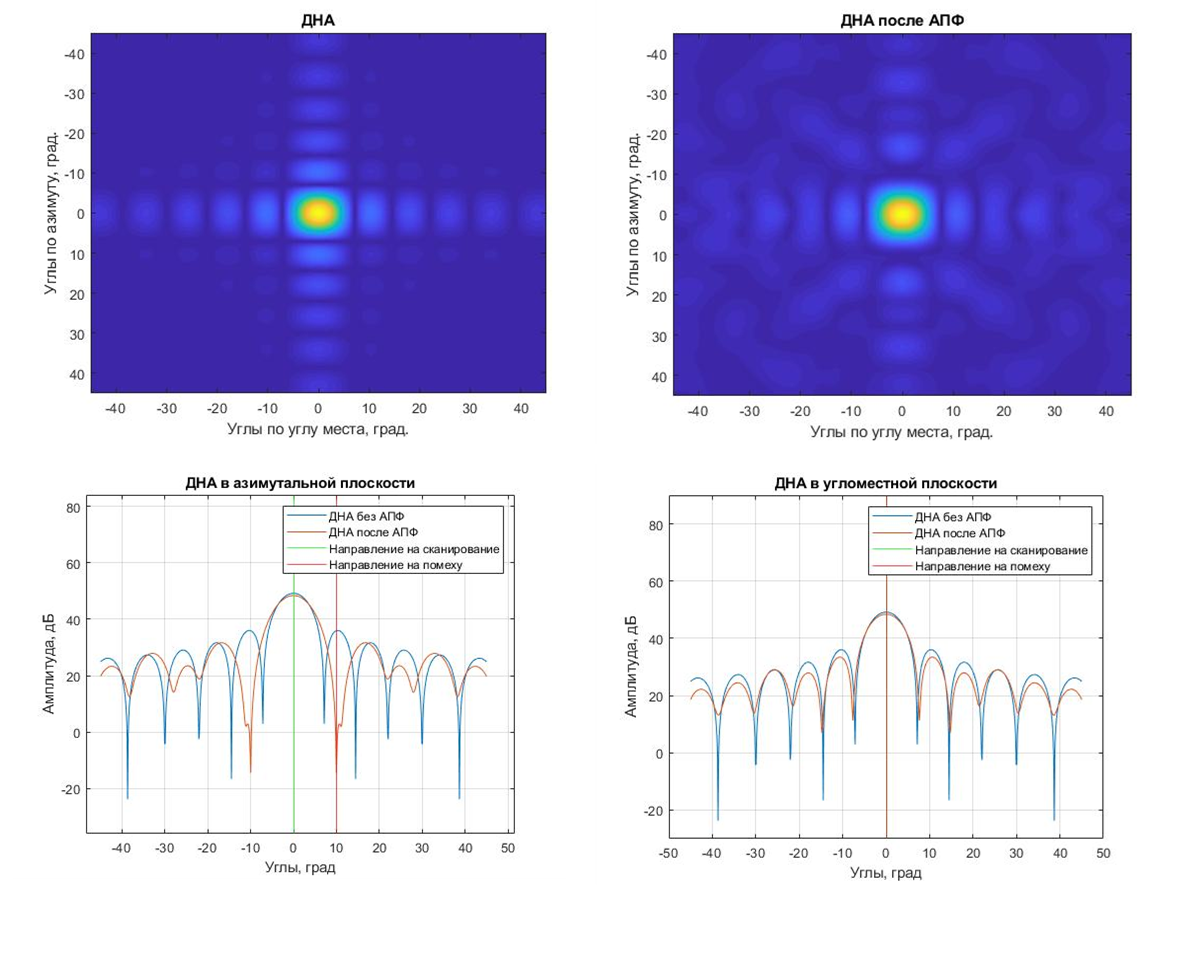 ДНА
-40
-30
-20
-10
0
10
20
30
40
Углы по азимуту, град.
-40 -30 -20 -10 0 10 20 30 40
Углы по углу места, град.
ДНА после АПФ
-40
-30
-20
-10
0
10
20
30
40
Углы по азимуту, град.
-40 -30 -20 -10 0 10 20 30 40
Углы по углу места, град.
ДНА в азимутальной плоскости
80
60
40
20
0
-20
Амплитуда, дБ
ДНА без АПФ
ДНА после АПФ
Направление на сканирование
Направление на помеху
-40 -30 -20 -10 0 10 20 30 40 50
Углы, град
ДНА в угломестной плоскости
80
60
40
20
0
-20
Амплитуда, дБ
ДНА без АПФ
ДНА после АПФ
Направление на сканирование
Направление на помеху
-50 -40 -30 -20 -10 0 10 20 30 40 50
Углы, град